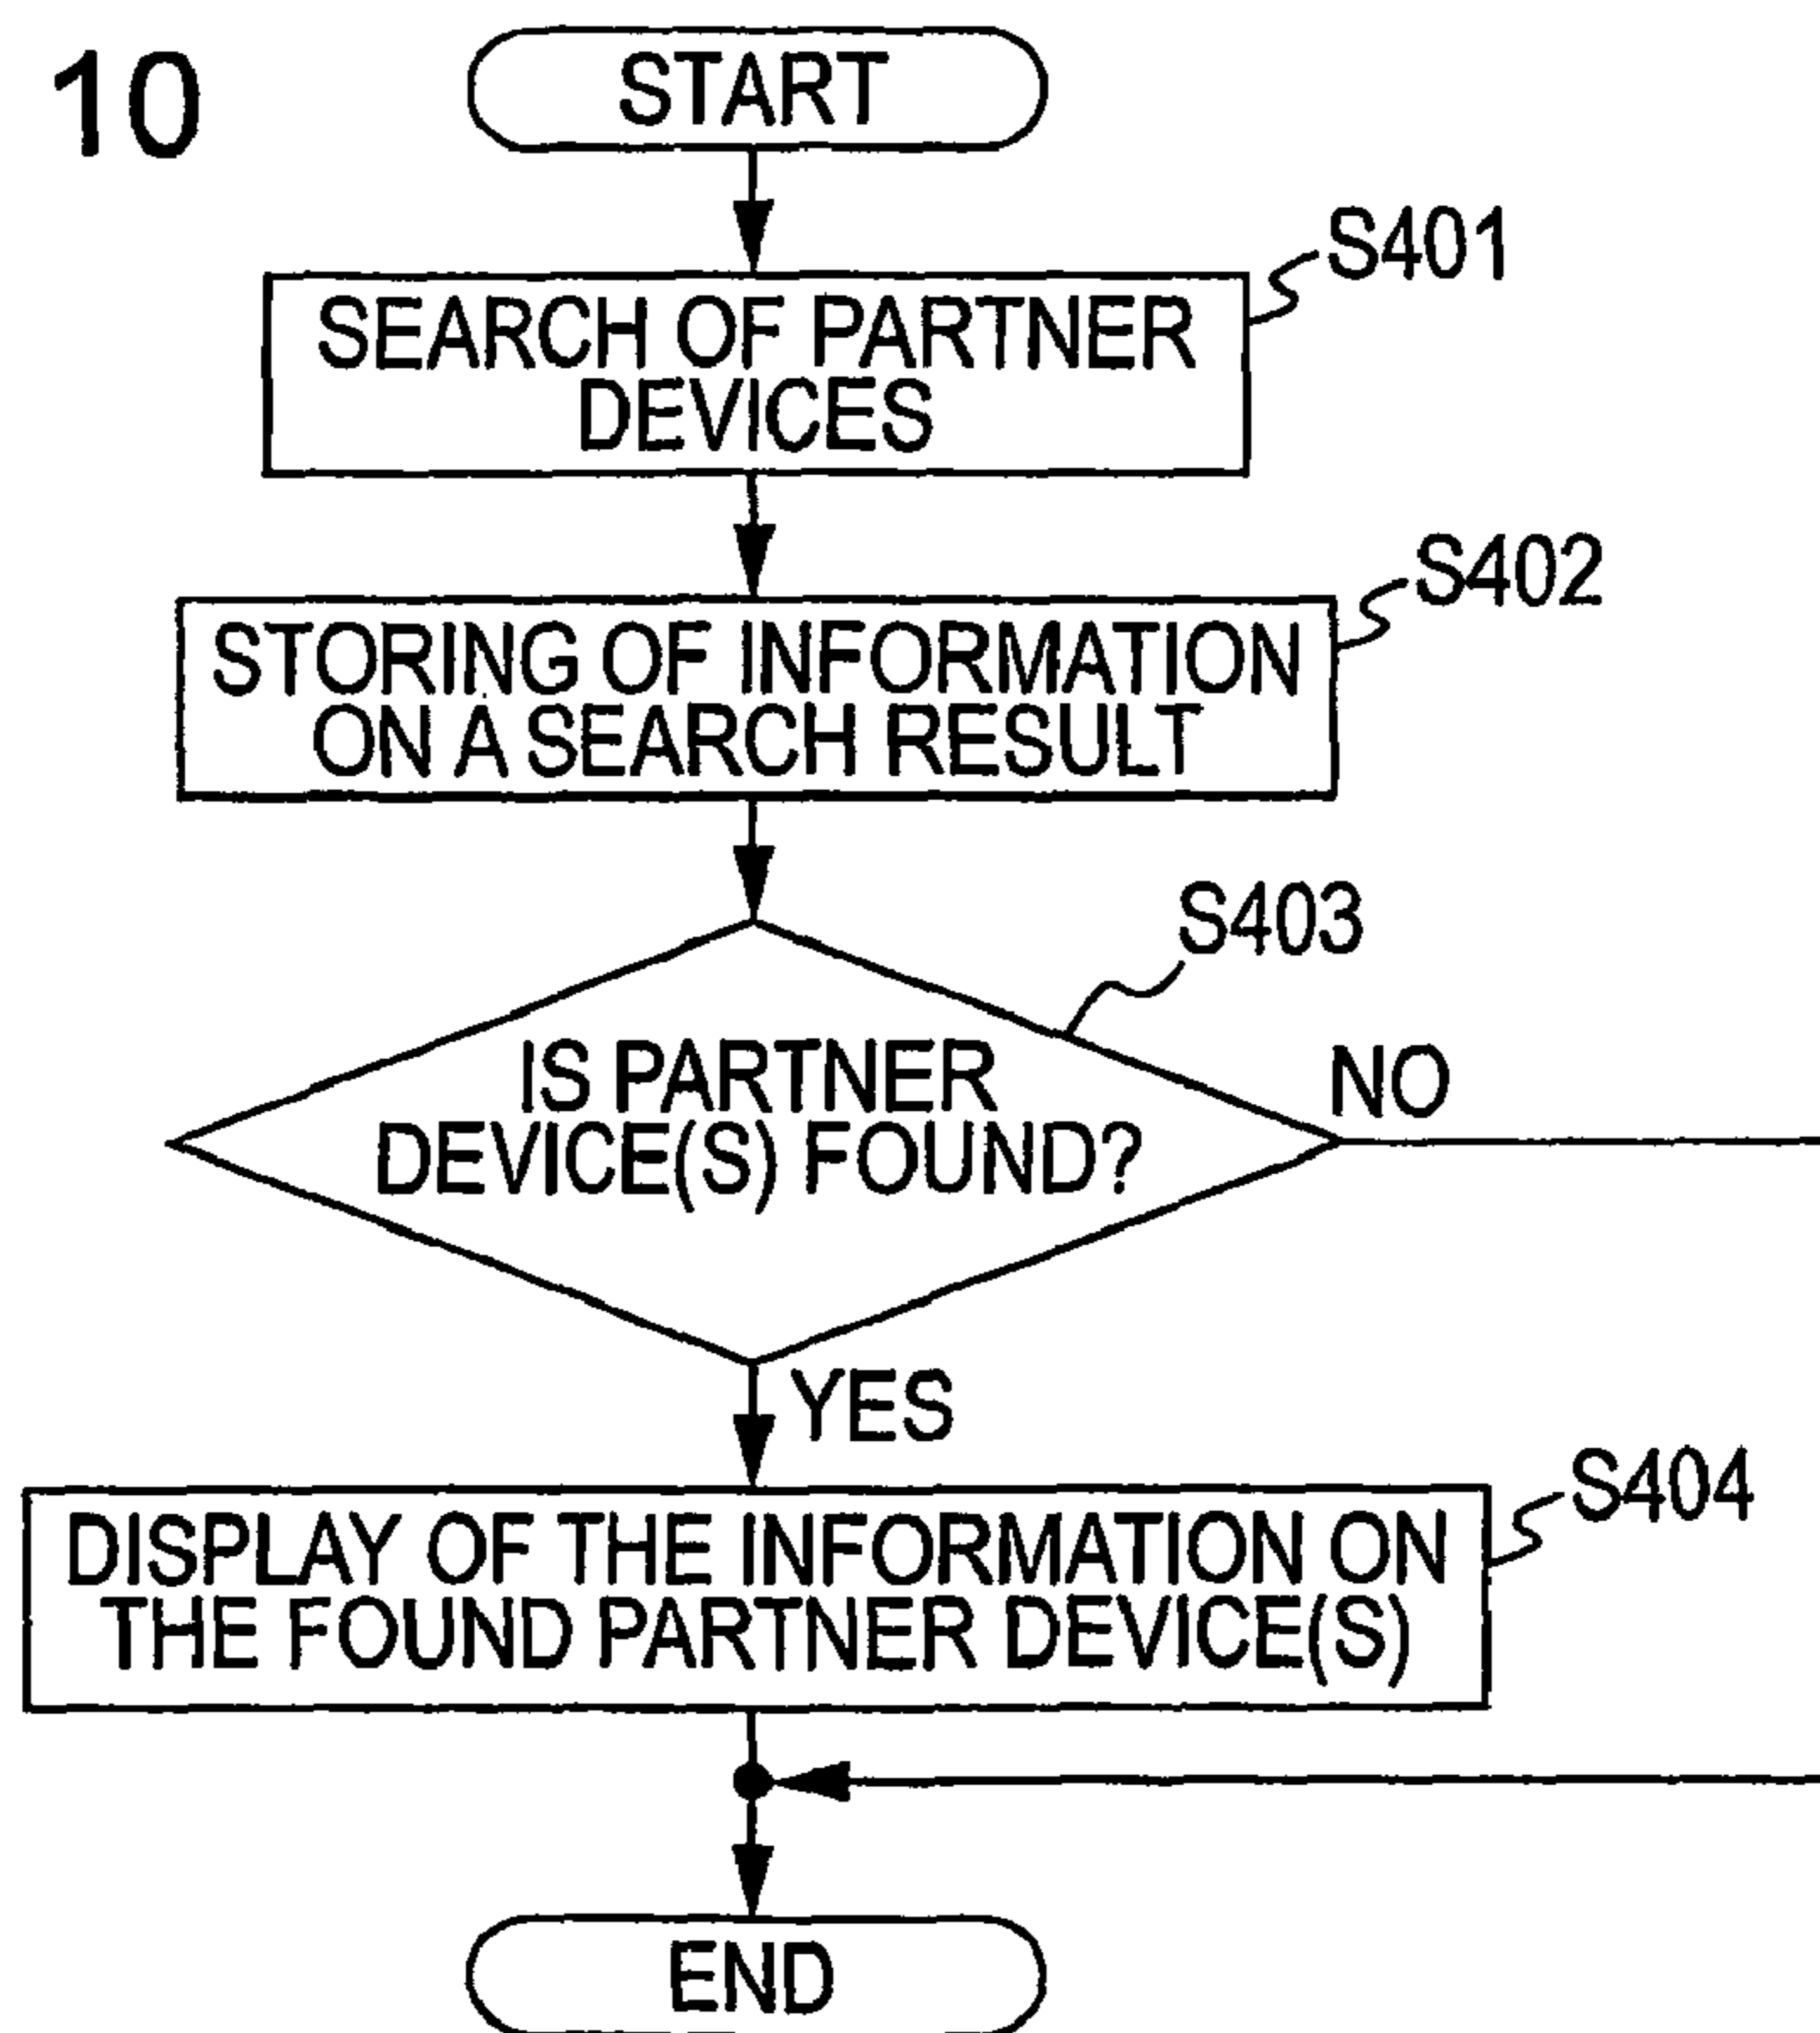 10
START
S401
SEARCH OF PARTNER
DEVICES
S402
STORING OF INFORMATION
ON A SEARCH RESULT
S403
IS PARTNER
DEVICE(S) FOUND?
NO
YES
S404
DISPLAY OF THE INFORMATION ON
THE FOUND PARTNER DEVICE(S)
END